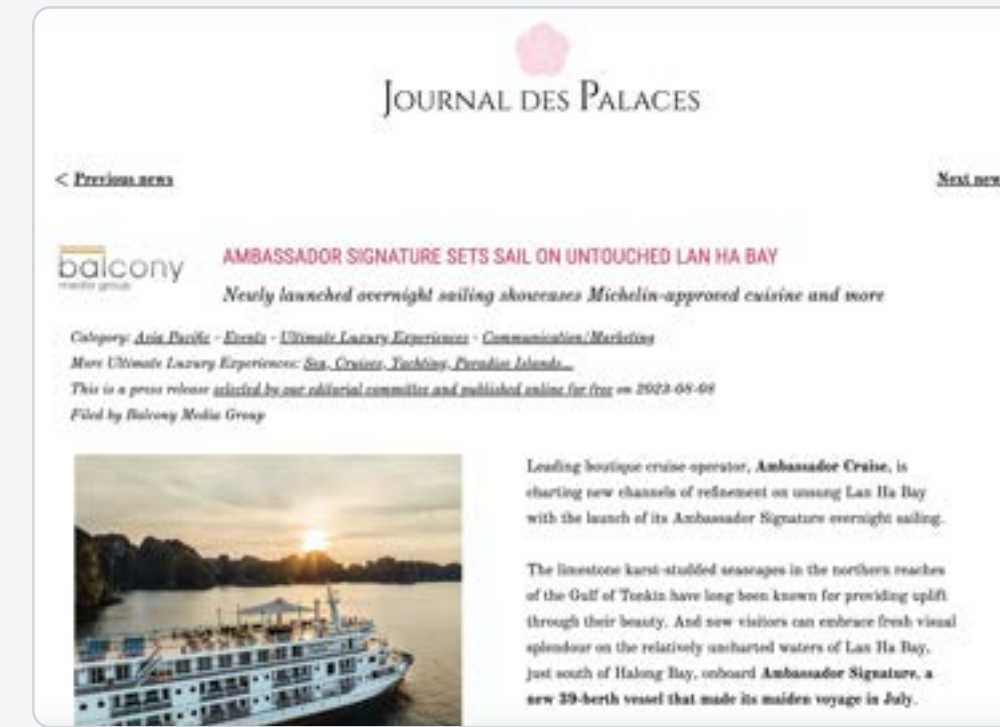 JOURNAL DES PALACES
< Previous news
Next new
balcony
media group
AMBASSADOR SIGNATURE SETS SAIL ON UNTOUCHED LAN HA BAY
Newly launched overnight sailing showcases Michelin-approved cuisine and more
Category: Asia Pacific - Events - Ultimate Luxury Experiences - Communication/Marketing
More Ultimate Luxury Experiences: Sea, Cruises, Yachting, Paradise Islands...
This is a press release selected by our editorial committee and published online for free on 2023-08-08
Filed by Balcony Media Group
Leading boutique cruise operator, Ambassador Cruise, is
charting new channels of refinement on unsung Lan Ha Bay
with the launch of its Ambassador Signature overnight sailing.
The limestone karst-studded seascapes in the northern reaches
of the Gulf of Tonkin have long been known for providing uplift
through their beauty. And now visitors can embrace fresh visual
splendour on the relatively uncharted waters of Lan Ha Bay,
just south of Halong Bay, onboard Ambassador Signature, a
new 39-berth vessel that made its maiden voyage in July.